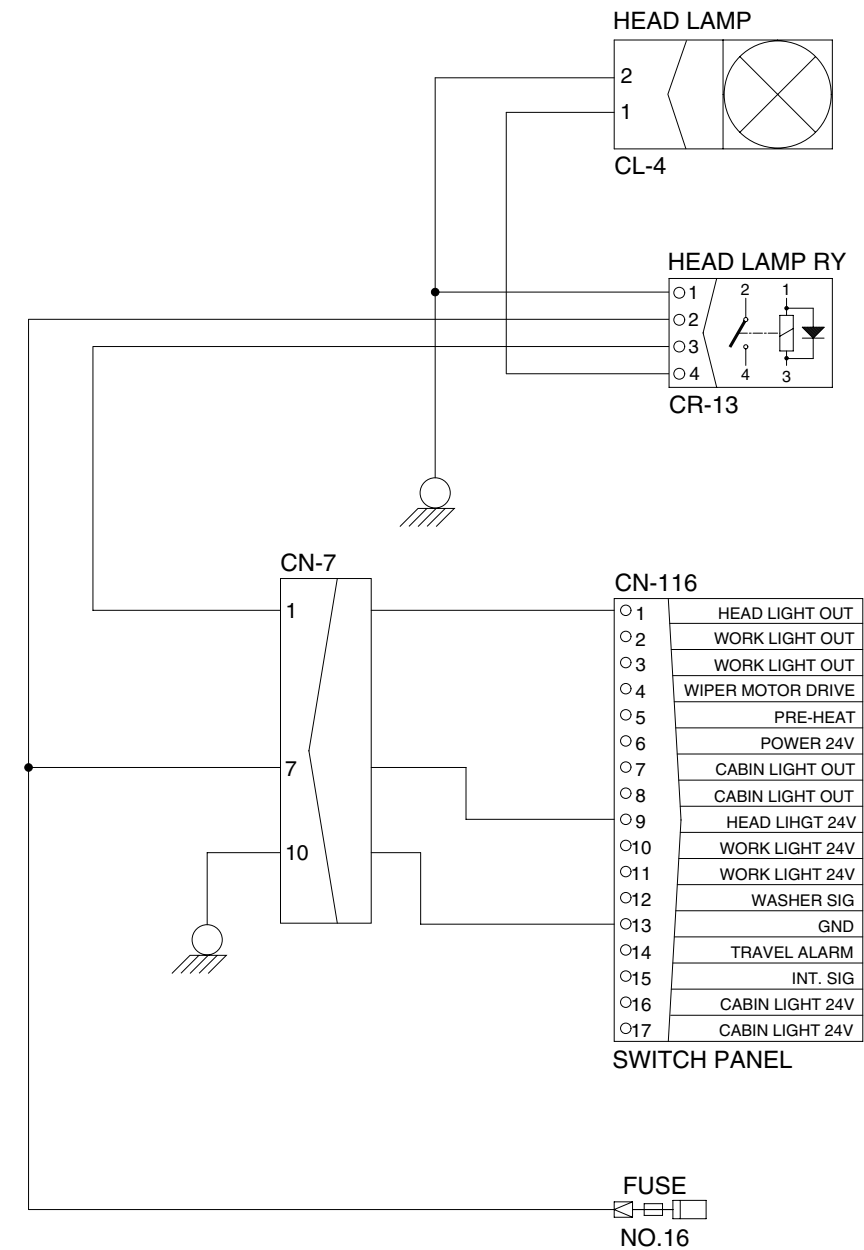 HEAD LAMP
2
1
CL-4
HEAD LAMP RY
1
2
3
4
2 1
4 3
CR-13
CN-7
1
7
10
CN-116
1 HEAD LIGHT OUT
2 WORK LIGHT OUT
3 WORK LIGHT OUT
4 WIPER MOTOR DRIVE
5 PRE-HEAT
6 POWER 24V
7 CABIN LIGHT OUT
8 CABIN LIGHT OUT
9 HEAD LIHGT 24V
10 WORK LIGHT 24V
11 WORK LIGHT 24V
12 WASHER SIG
13 GND
14 TRAVEL ALARM
15 INT. SIG
16 CABIN LIGHT 24V
17 CABIN LIGHT 24V
SWITCH PANEL
FUSE
NO.16